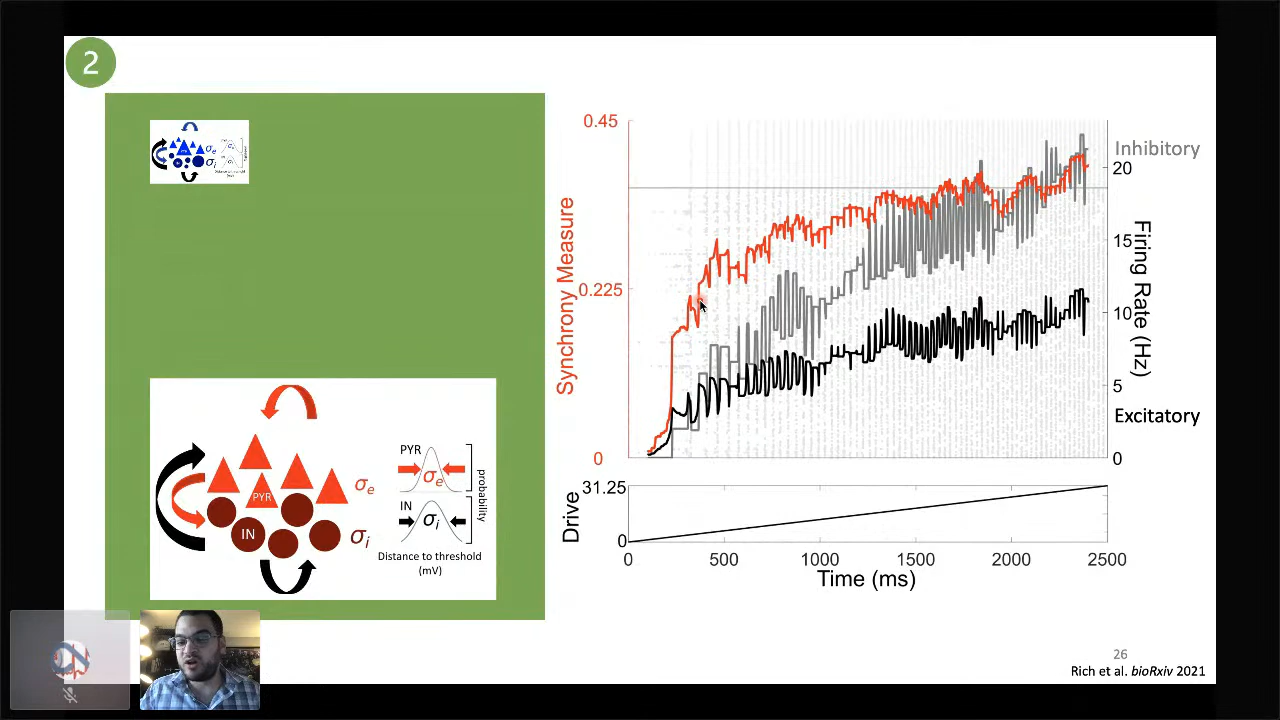 2
σe
σi
PYR
σe
IN
σi
PYR
σe
IN
σi
probability
Distance to threshold
(mV)
Synchrony Measure
0.45
0.225
0
Inhibitory
20
15
10
5
0
Firing Rate (Hz)
Excitatory
Drive
31.25
0
0
500
1000
1500
2000
2500
Time (ms)
26
Rich et al. bioRxiv 2021